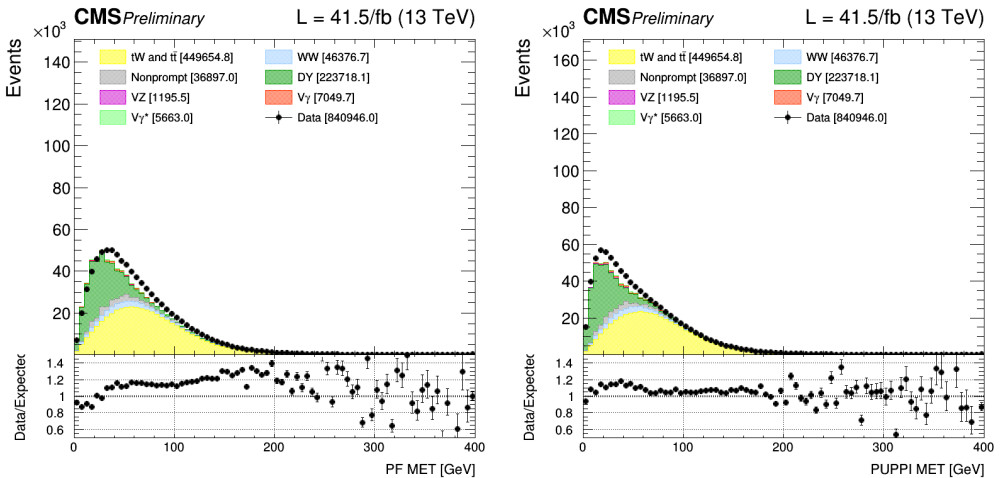 CMS Preliminary L = 41.5/fb (13 TeV)
×10³
Events
tW and tt̄ [449654.8] WW [46376.7]
Nonprompt [36897.0] DY [223718.1]
VZ [1195.5] Vγ [7049.7]
Vγ* [5663.0] Data [840946.0]
140
120
100
80
60
40
20
Data/Expected
1.4
1.2
1
0.8
0.6
0 100 200 300 400
PF MET [GeV]
CMS Preliminary L = 41.5/fb (13 TeV)
×10³
Events
tW and tt̄ [449654.8] WW [46376.7]
Nonprompt [36897.0] DY [223718.1]
VZ [1195.5] Vγ [7049.7]
Vγ* [5663.0] Data [840946.0]
160
140
120
100
80
60
40
20
Data/Expected
1.4
1.2
1
0.8
0.6
0 100 200 300 400
PUPPI MET [GeV]